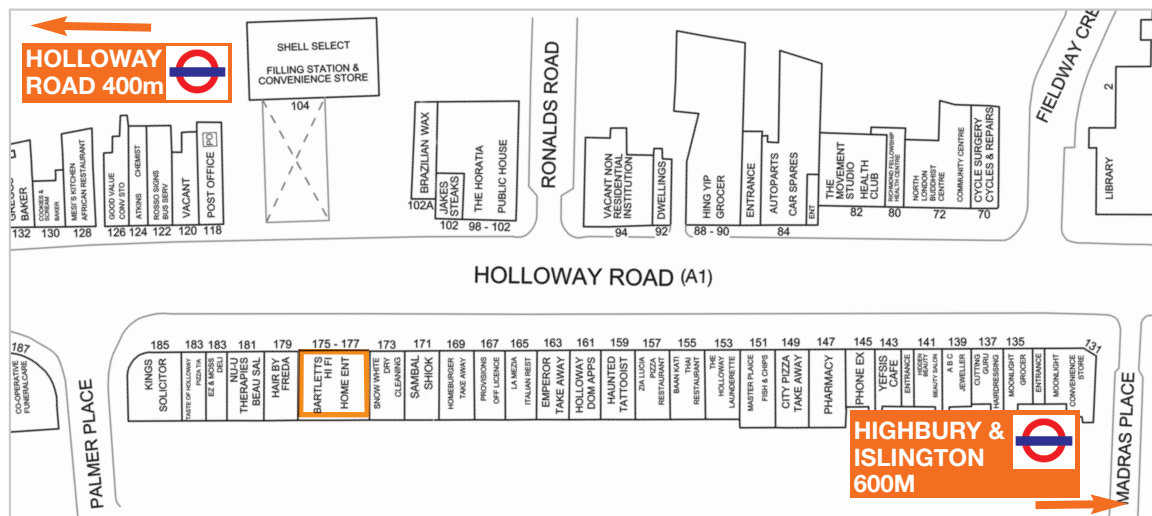 HOLLOWAY
ROAD 400m
SHELL SELECT
FILLING STATION &
CONVENIENCE STORE
104
RONALDS ROAD
FIELDWAY CRE
2
LIBRARY
BAKER
132
COOKIES &
SCREAM
BAKER
130
MESI'S KITCHEN
AFRICAN RESTAURANT
128
GOOD VALUE
CONV STO
126
ATKINS CHEMIST
124
ROSSO SIGNS
BUS SERV
122
VACANT
120
POST OFFICE
PO
118
BRAZILIAN WAX
102A
JAKES
STEAKS
102
THE HORATIA
PUBLIC HOUSE
98 - 102
VACANT NON
RESIDENTIAL
INSTITUTION
94
DWELLINGS
92
HING YIP
GROCER
88 - 90
ENTRANCE
AUTOPARTS
CAR SPARES
84
ENT
THE
MOVEMENT
STUDIO
HEALTH
CLUB
82
RICHMOND FELLOWSHIP
HEALTH CENTRE
80
NORTH
LONDON
BUDDHIST
CENTRE
72
COMMUNITY CENTRE
CYCLE SURGERY
CYCLES & REPAIRS
70
HOLLOWAY ROAD (A1)
187
CO-OPERATIVE
FUNERALCARE
PALMER PLACE
185
KINGS
SOLICITOR
183
TASTE OF HOLLOWAY
PIZZA T/A
183
EZ & MOSS
DELI
181
NU-U
THERAPIES
BEAU SAL
179
HAIR BY
FREDA
175 - 177
BARTLETTS
HI FI
HOME ENT
173
SNOW WHITE
DRY
CLEANING
171
SAMBAL
SHIOK
169
HOMEBURGER
TAKE AWAY
167
PROVISIONS
OFF LICENCE
165
LA MEZIA
ITALIAN REST
163
EMPEROR
TAKE AWAY
161
HOLLOWAY
DOM APPS
159
HAUNTED
TATTOOIST
157
ZIA LUCIA
PIZZA
RESTAURANT
155
BAAN KATI
THAI
RESTAURANT
153
THE
HOLLOWAY
LAUNDERETTE
151
MASTER PLAICE
FISH & CHIPS
149
CITY PIZZA
TAKE AWAY
147
PHARMACY
145
PHONE EX
143
YEFSIS
CAFE
ENTRANCE
141
HIDDEN
BEAUTY
BEAUTY SALON
139
A B C
JEWELLER
137
CUTTING
GURU
HAIRDRESSING
135
MOONLIGHT
GROCER
ENTRANCE
MOONLIGHT
CONVENIENCE
STORE
131
MADRAS PLACE
HIGHBURY &
ISLINGTON
600M